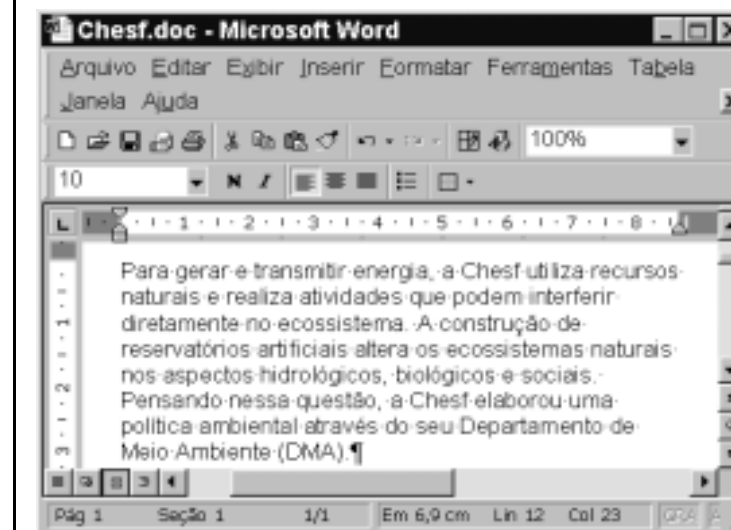 Chesf.doc - Microsoft Word
Arquivo Editar Exibir Inserir Formatar Ferramentas Tabela
Janela Ajuda
100%
10 N I
1 2 3 4 5 6 7 8
Para gerar e transmitir energia, a Chesf utiliza recursos
naturais e realiza atividades que podem interferir
diretamente no ecossistema. A construção de
reservatórios artificiais altera os ecossistemas naturais
nos aspectos hidrológicos, biológicos e sociais.
Pensando nessa questão, a Chesf elaborou uma
política ambiental através do seu Departamento de
Meio Ambiente (DMA).¶
1
2
3
Pág 1 Seção 1 1/1 Em 6,9 cm Lin 12 Col 23 GRA